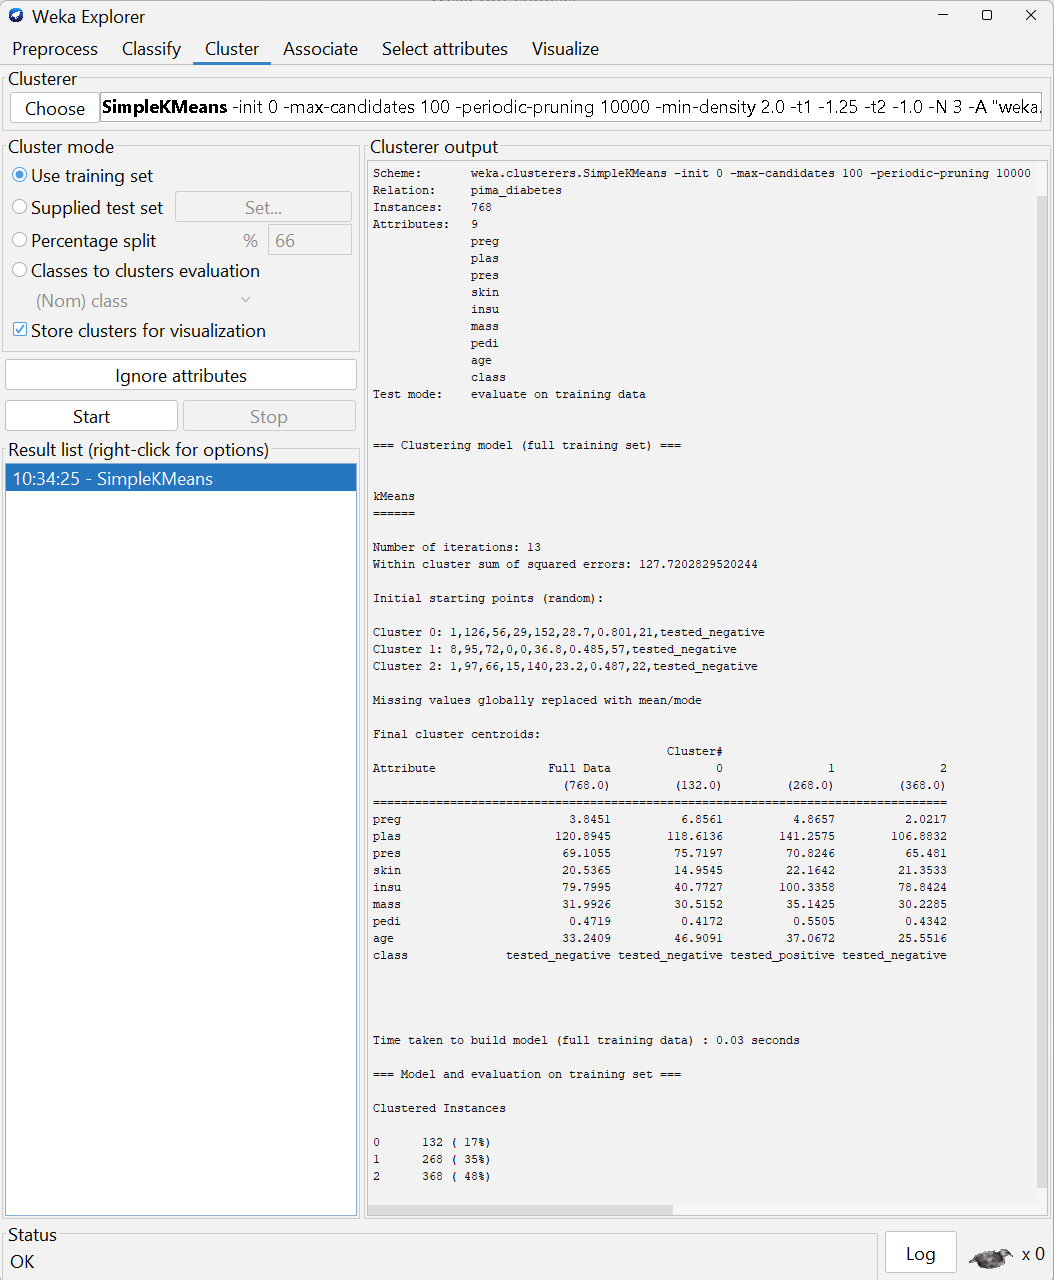 Weka Explorer
Preprocess Classify Cluster Associate Select attributes Visualize
Clusterer
Choose SimpleKMeans -init 0 -max-candidates 100 -periodic-pruning 10000 -min-density 2.0 -t1 -1.25 -t2 -1.0 -N 3 -A "weka.
Cluster mode
Use training set
Supplied test set Set...
Percentage split % 66
Classes to clusters evaluation
(Nom) class
Store clusters for visualization
Ignore attributes
Start Stop
Result list (right-click for options)
10:34:25 - SimpleKMeans
Clusterer output
Scheme: weka.clusterers.SimpleKMeans -init 0 -max-candidates 100 -periodic-pruning 10000
Relation: pima_diabetes
Instances: 768
Attributes: 9
preg
plas
pres
skin
insu
mass
pedi
age
class
Test mode: evaluate on training data
=== Clustering model (full training set) ===
kMeans
======
Number of iterations: 13
Within cluster sum of squared errors: 127.7202829520244
Initial starting points (random):
Cluster 0: 1,126,56,29,152,28.7,0.801,21,tested_negative
Cluster 1: 8,95,72,0,0,36.8,0.485,57,tested_negative
Cluster 2: 1,97,66,15,140,23.2,0.487,22,tested_negative
Missing values globally replaced with mean/mode
Final cluster centroids:
Cluster#
Attribute Full Data 0 1 2
(768.0) (132.0) (268.0) (368.0)
==================================================================================
preg 3.8451 6.8561 4.8657 2.0217
plas 120.8945 118.6136 141.2575 106.8832
pres 69.1055 75.7197 70.8246 65.481
skin 20.5365 14.9545 22.1642 21.3533
insu 79.7995 40.7727 100.3358 78.8424
mass 31.9926 30.5152 35.1425 30.2285
pedi 0.4719 0.4172 0.5505 0.4342
age 33.2409 46.9091 37.0672 25.5516
class tested_negative tested_negative tested_positive tested_negative
Time taken to build model (full training data) : 0.03 seconds
=== Model and evaluation on training set ===
Clustered Instances
0 132 ( 17%)
1 268 ( 35%)
2 368 ( 48%)
Status
OK
Log x 0